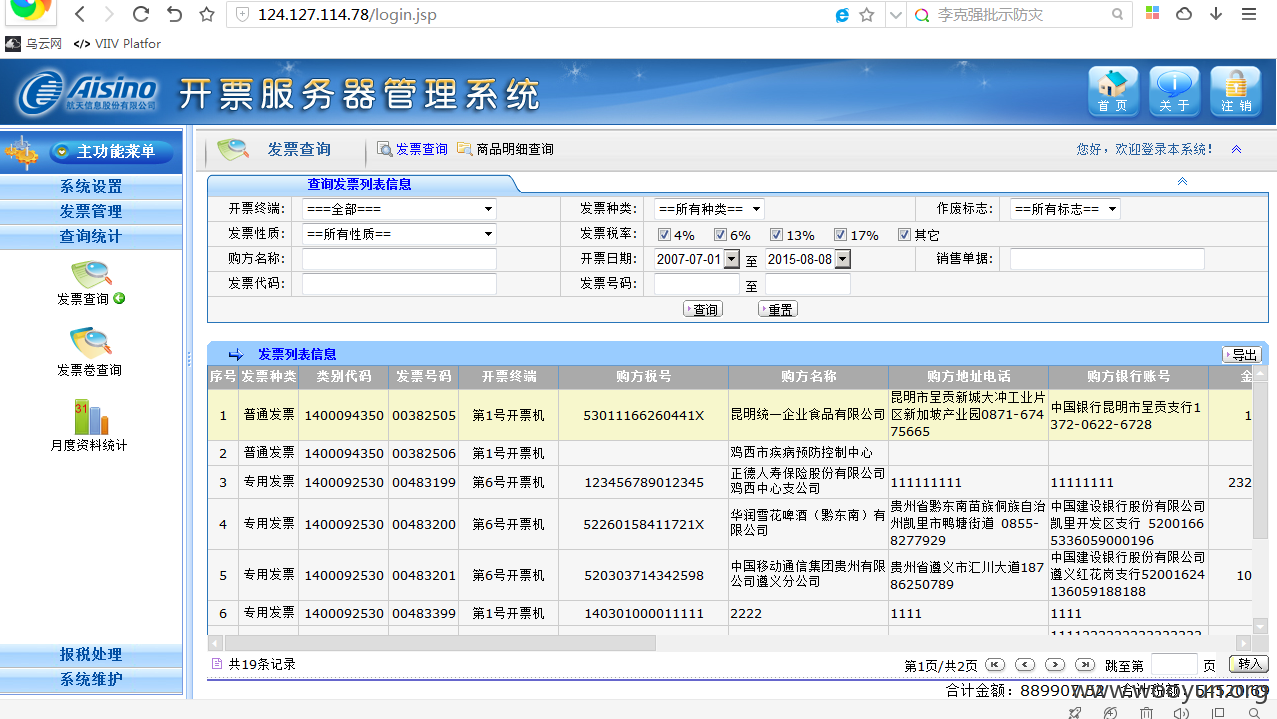 124.127.114.78/login.jsp 李克强批示防灾
乌云网 </> VIIV Platfor
Aisino 航天信息股份有限公司 开票服务器管理系统 首页 关于 注销
主功能菜单 发票查询 发票查询 商品明细查询 您好，欢迎登录本系统！
系统设置
发票管理
查询统计
发票查询
发票卷查询
31
月度资料统计
报税处理
系统维护
查询发票列表信息
开票终端: ===全部=== 发票种类: ==所有种类== 作废标志: ==所有标志==
发票性质: ==所有性质== 发票税率: 4% 6% 13% 17% 其它
购方名称: 开票日期: 2007-07-01 至 2015-08-08 销售单据:
发票代码: 发票号码: 至
查询 重置
发票列表信息 导出
序号 发票种类 类别代码 发票号码 开票终端 购方税号 购方名称 购方地址电话 购方银行账号 金
1 普通发票 1400094350 00382505 第1号开票机 53011166260441X 昆明统一企业食品有限公司 昆明市呈贡新城大冲工业片区新加坡产业园0871-67475665 中国银行昆明市呈贡支行1372-0622-6728 1
2 普通发票 1400094350 00382506 第1号开票机 鸡西市疾病预防控制中心
3 专用发票 1400092530 00483199 第6号开票机 123456789012345 正德人寿保险股份有限公司鸡西中心支公司 111111111 11111111 232
4 专用发票 1400092530 00483200 第6号开票机 52260158411721X 华润雪花啤酒（黔东南）有限公司 贵州省黔东南苗族侗族自治州凯里市鸭塘街道 0855-8277929 中国建设银行股份有限公司凯里开发区支行 52001665336059000196
5 专用发票 1400092530 00483201 第6号开票机 520303714342598 中国移动通信集团贵州有限公司遵义分公司 贵州省遵义市汇川大道18786250789 中国建设银行股份有限公司遵义红花岗支行52001624136059188188 10
6 专用发票 1400092530 00483399 第1号开票机 140301000011111 2222 1111 1111
共19条记录 第1页/共2页 跳至第 页 转入
合计金额: 889907.52 合计税额:
www.wooyun.org